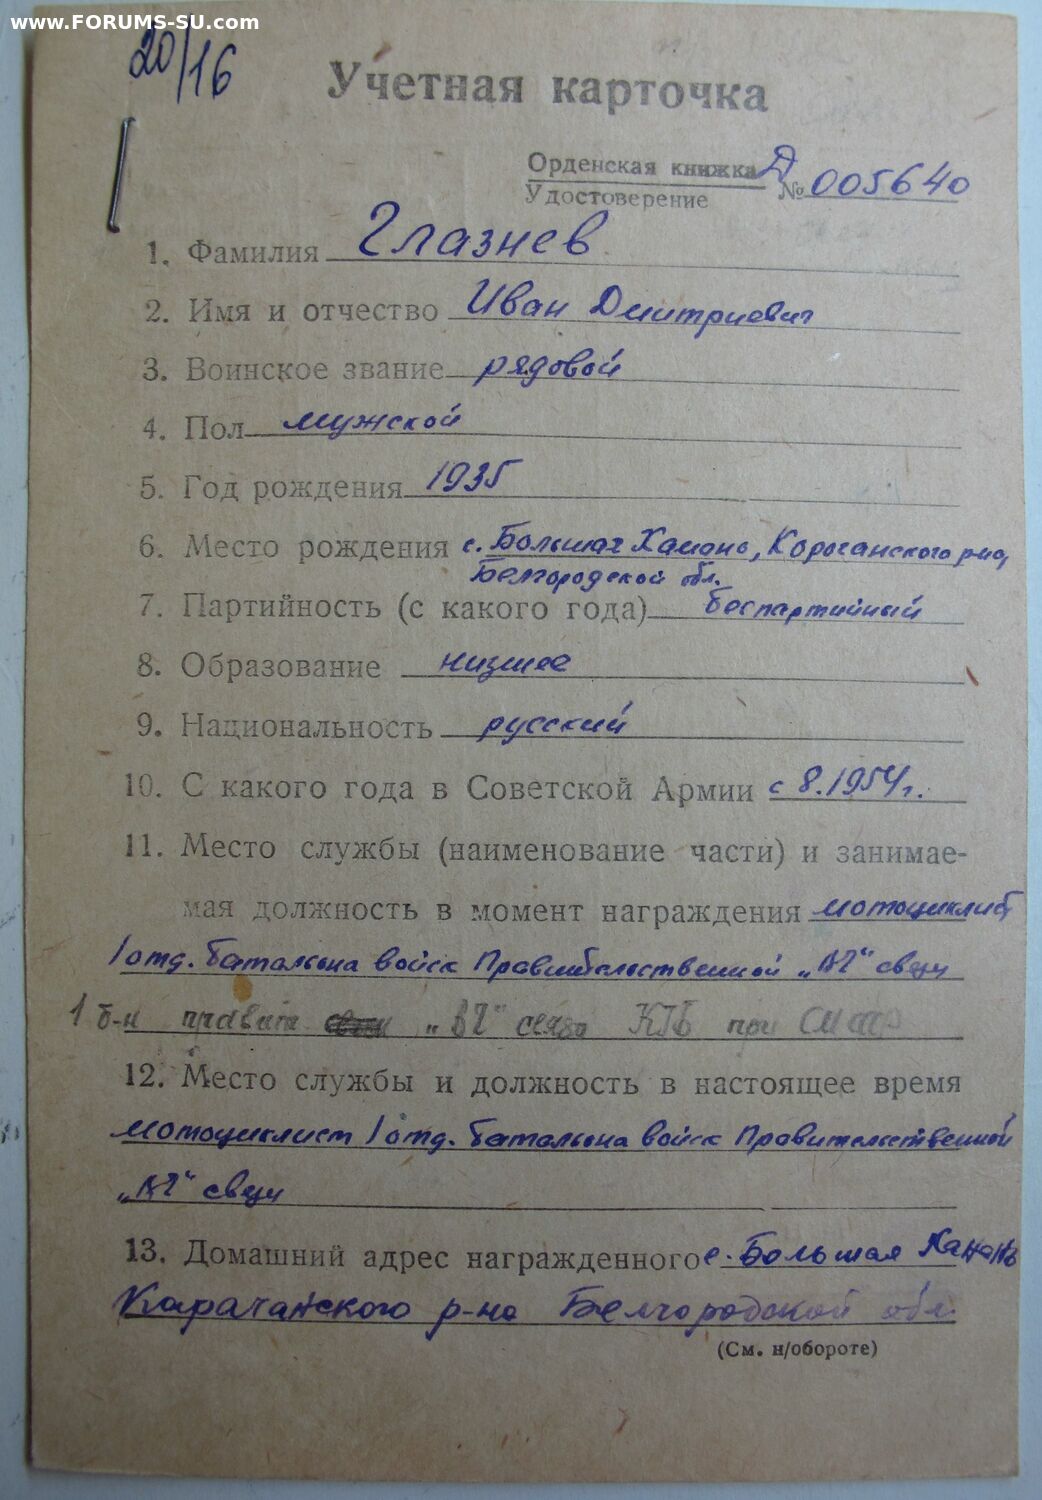 www.FORUMS-SU.com
20/16
Учетная карточка
Орденская книжка Д № 005640
Удостоверение
1. Фамилия Глазнев
2. Имя и отчество Иван Дмитриевич
3. Воинское звание рядовой
4. Пол мужской
5. Год рождения 1935
6. Место рождения с. Большая Халань, Корочанского р-на,
Белгородской обл.
7. Партийность (с какого года) беспартийный
8. Образование низшее
9. Национальность русский
10. С какого года в Советской Армии с 8.1954 г.
11. Место службы (наименование части) и занимае-
мая должность в момент награждения мотоциклист
1 отд. батальона войск Правительственной „ВЧ“ связи
1 б-н правит „ВЧ“ связи КГБ при СМ СССР
12. Место службы и должность в настоящее время
мотоциклист 1 отд. батальона войск Правительственной
„ВЧ“ связи
13. Домашний адрес награжденного с. Большая Халань
Корочанского р-на Белгородской обл.
(См. н/обороте)